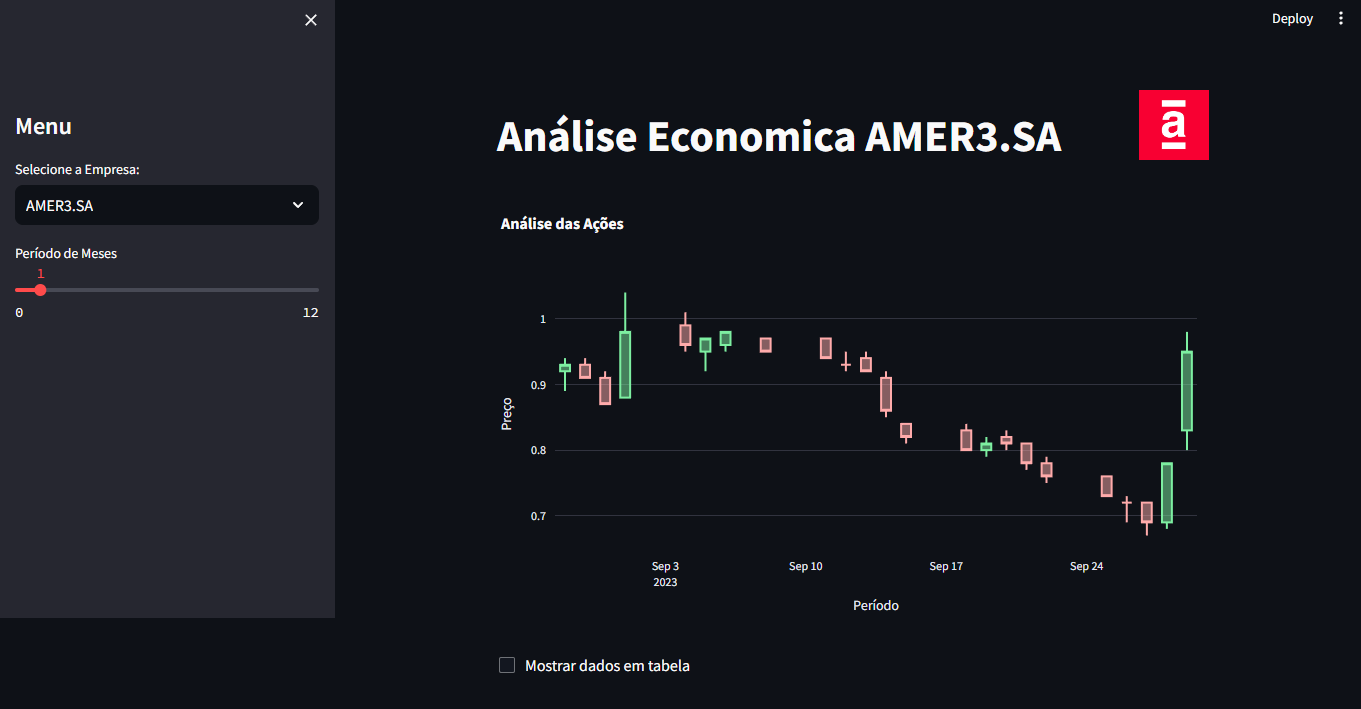 Deploy
Menu
Selecione a Empresa:
AMER3.SA
Período de Meses
1
0
12
Análise Economica AMER3.SA
a
Análise das Ações
1
0.9
0.8
0.7
Preço
Sep 3
2023
Sep 10
Sep 17
Sep 24
Período
Mostrar dados em tabela